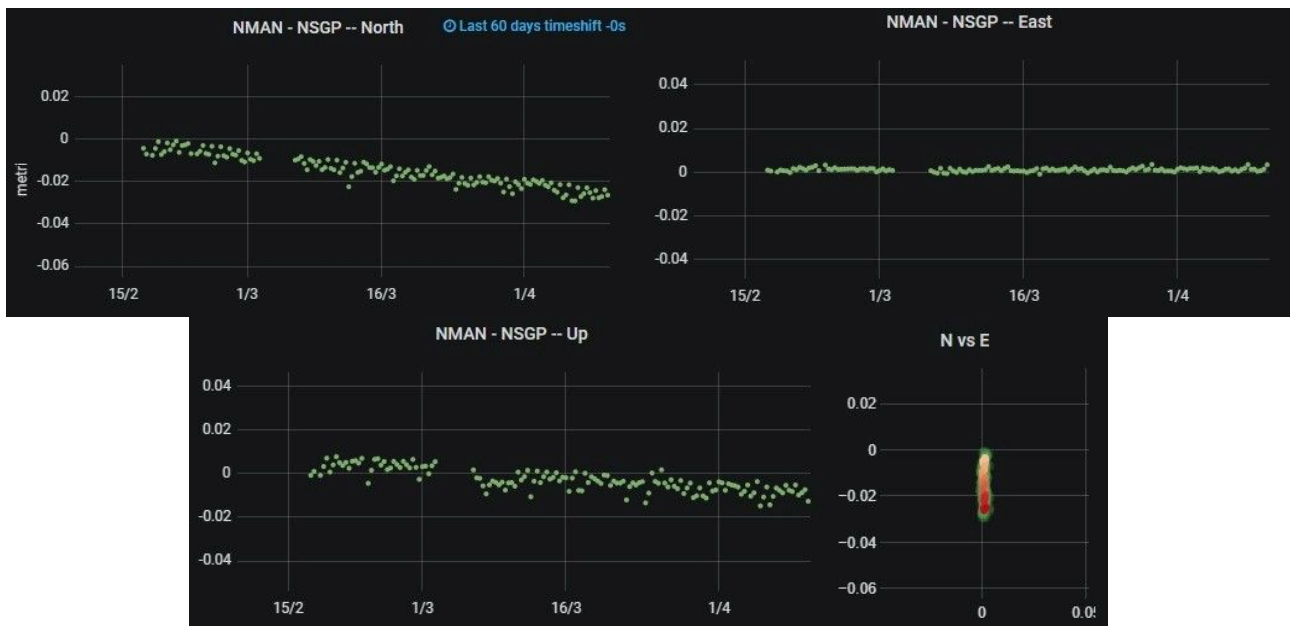 NMAN - NSGP -- North
Last 60 days timeshift -0s
metri
0.02
0
-0.02
-0.04
-0.06
15/2 1/3 16/3 1/4
NMAN - NSGP -- East
0.04
0.02
0
-0.02
-0.04
15/2 1/3 16/3 1/4
NMAN - NSGP -- Up
0.04
0.02
0
-0.02
-0.04
15/2 1/3 16/3 1/4
N vs E
0.02
0
−0.02
−0.04
−0.06
0